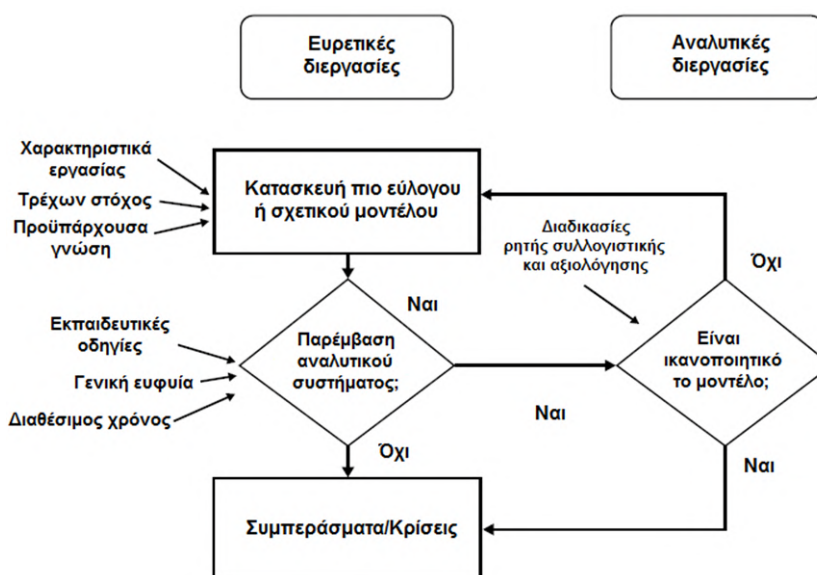 Ευρετικές
διεργασίες
Αναλυτικές
διεργασίες
Χαρακτηριστικά
εργασίας
Τρέχων στόχος
Προϋπάρχουσα
γνώση
Κατασκευή πιο εύλογου
ή σχετικού μοντέλου
Διαδικασίες
ρητής συλλογιστικής
και αξιολόγησης
Όχι
Ναι
Εκπαιδευτικές
οδηγίες
Γενική ευφυία
Διαθέσιμος χρόνος
Παρέμβαση
αναλυτικού
συστήματος;
Είναι
ικανοποιητικό
το μοντέλο;
Ναι
Όχι
Ναι
Συμπεράσματα/Κρίσεις